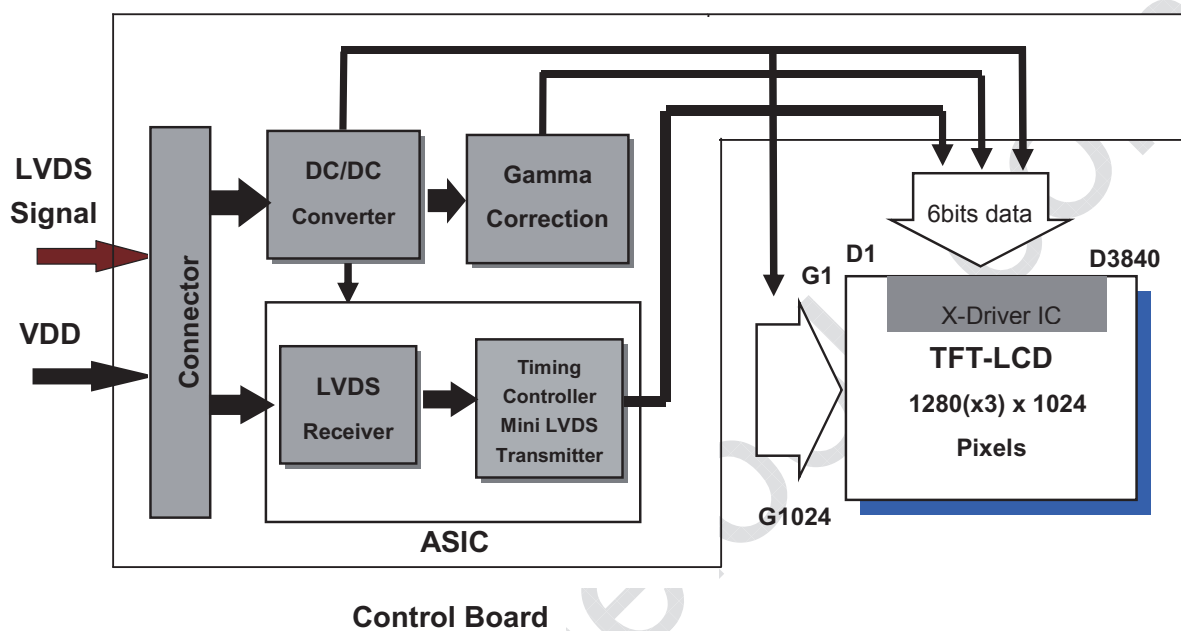 LVDS
Signal
VDD
Connector
DC/DC
Converter
Gamma
Correction
LVDS
Receiver
Timing
Controller
Mini LVDS
Transmitter
ASIC
Control Board
6bits data
D1
D3840
G1
G1024
X-Driver IC
TFT-LCD
1280(x3) x 1024
Pixels